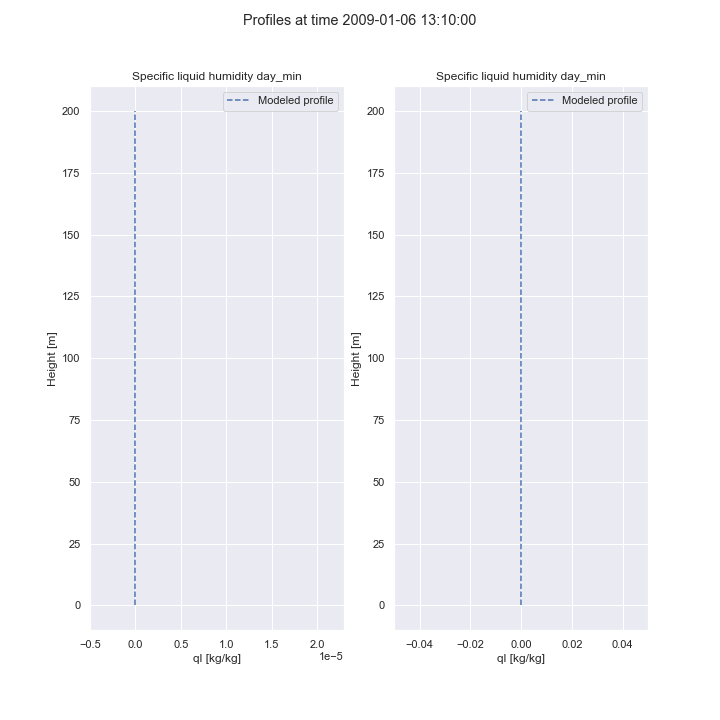 Profiles at time 2009-01-06 13:10:00
Specific liquid humidity day_min
Modeled profile
200
175
150
125
100
75
50
25
0
Height [m]
−0.5 0.0 0.5 1.0 1.5 2.0
1e−5
ql [kg/kg]
Specific liquid humidity day_min
Modeled profile
200
175
150
125
100
75
50
25
0
Height [m]
−0.04 −0.02 0.00 0.02 0.04
ql [kg/kg]